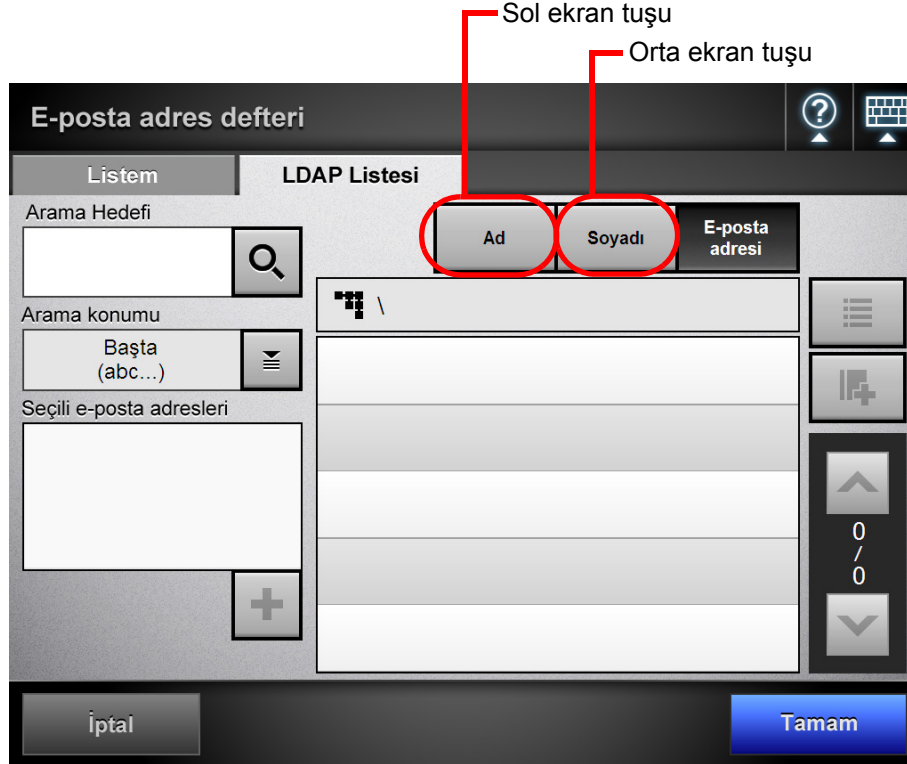 Sol ekran tuşu
Orta ekran tuşu
E-posta adres defteri
Listem
LDAP Listesi
Arama Hedefi
Ad
Soyadı
E-posta
adresi
\
Arama konumu
Başta
(abc...)
Seçili e-posta adresleri
0
/
0
İptal
Tamam